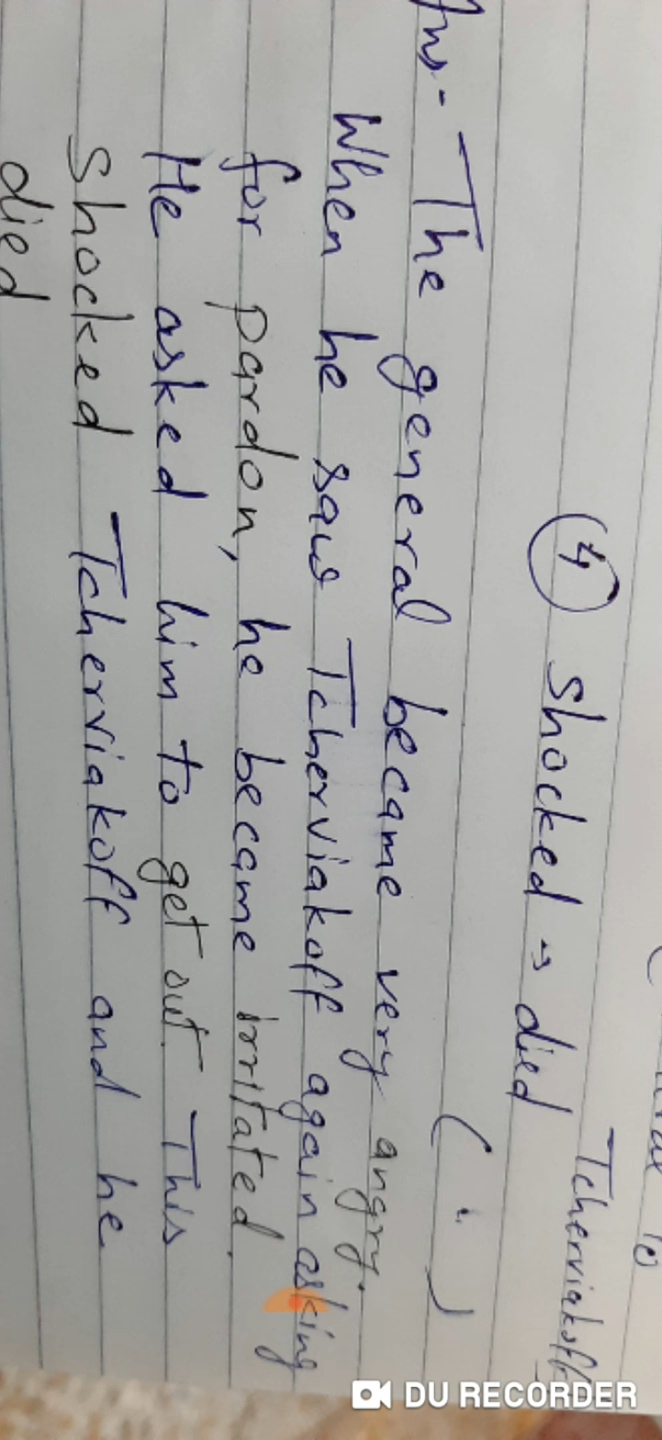 Tcherviakoff
④ Shocked → died
Ans- The general became very angry.
When he saw Tcherviakoff again asking
for pardon, he became irritated.
He asked him to get out. This
shocked Tcherviakoff and he
died
DU RECORDER